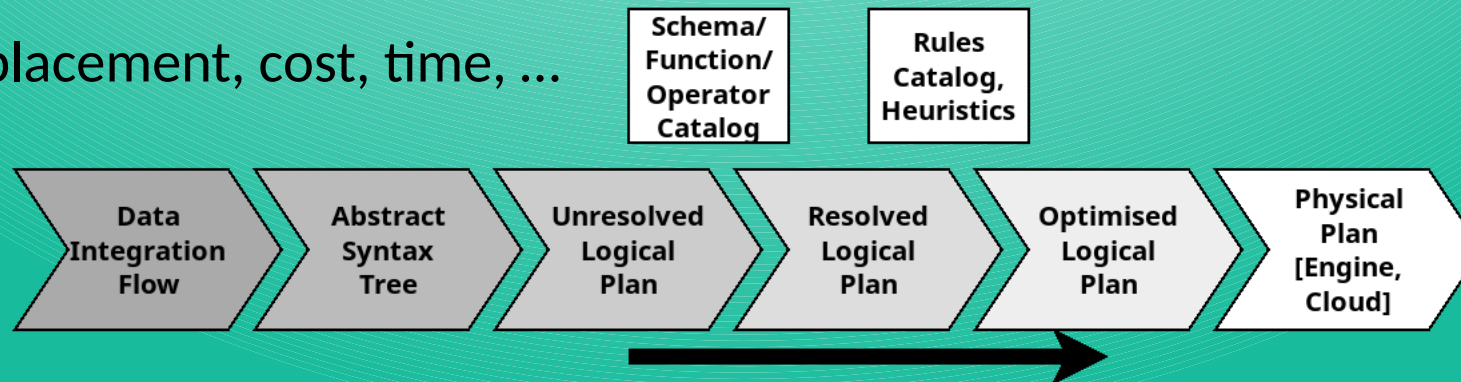 placement, cost, time, ...
Schema/
Function/
Operator
Catalog
Rules
Catalog,
Heuristics
Data
Integration
Flow
Abstract
Syntax
Tree
Unresolved
Logical
Plan
Resolved
Logical
Plan
Optimised
Logical
Plan
Physical
Plan
[Engine,
Cloud]